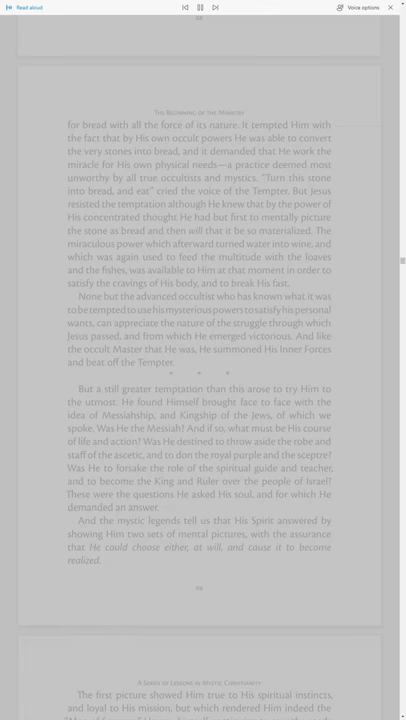 Read aloud
Voice options
68
The Beginning of the Ministry
for bread with all the force of its nature. It tempted Him with
the fact that by His own occult powers He was able to convert
the very stones into bread, and it demanded that He work the
miracle for His own physical needs—a practice deemed most
unworthy by all true occultists and mystics. "Turn this stone
into bread, and eat" cried the voice of the Tempter. But Jesus
resisted the temptation although He knew that by the power of
His concentrated thought He had but first to mentally picture
the stone as bread and then will that it be so materialized. The
miraculous power which afterward turned water into wine, and
which was again used to feed the multitude with the loaves
and the fishes, was available to Him at that moment in order to
satisfy the cravings of His body, and to break His fast.
None but the advanced occultist who has known what it was
to be tempted to use his mysterious powers to satisfy his personal
wants, can appreciate the nature of the struggle through which
Jesus passed, and from which He emerged victorious. And like
the occult Master that He was, He summoned His Inner Forces
and beat off the Tempter.
* * *
But a still greater temptation than this arose to try Him to
the utmost. He found Himself brought face to face with the
idea of Messiahship, and Kingship of the Jews, of which we
spoke. Was He the Messiah? And if so, what must be His course
of life and action? Was He destined to throw aside the robe and
staff of the ascetic, and to don the royal purple and the sceptre?
Was He to forsake the role of the spiritual guide and teacher,
and to become the King and Ruler over the people of Israel?
These were the questions He asked His soul, and for which He
demanded an answer.
And the mystic legends tell us that His Spirit answered by
showing Him two sets of mental pictures, with the assurance
that He could choose either, at will, and cause it to become
realized.
69
A Series of Lessons in Mystic Christianity
The first picture showed Him true to His spiritual instincts,
and loyal to His mission, but which rendered Him indeed the